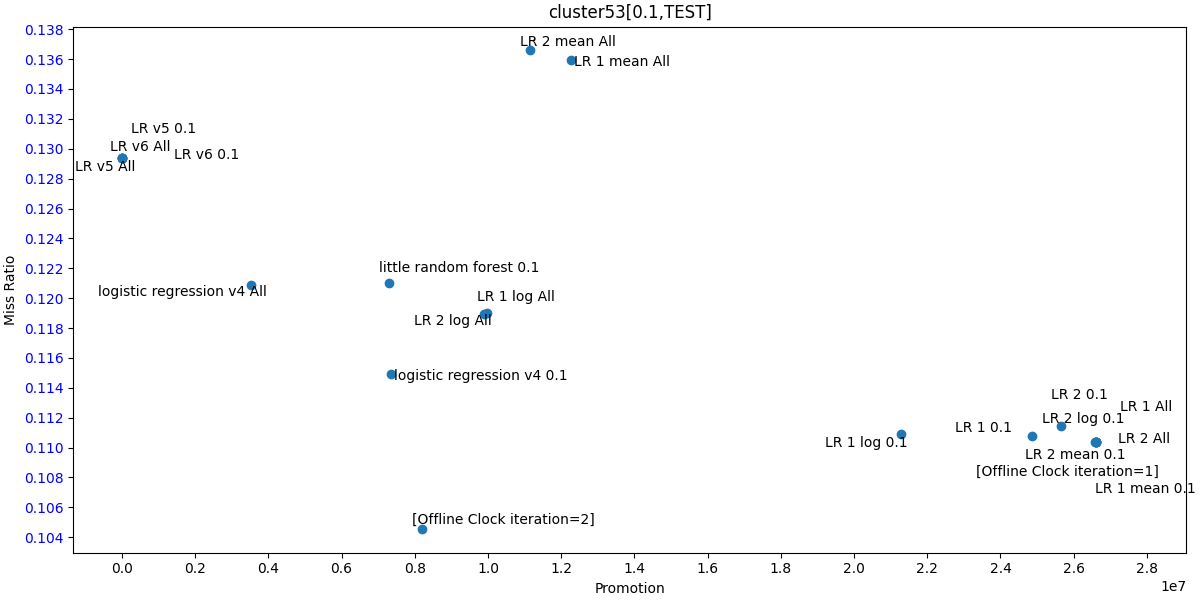 cluster53[0.1,TEST]
0.138
0.136
0.134
0.132
0.130
0.128
0.126
0.124
0.122
0.120
0.118
0.116
0.114
0.112
0.110
0.108
0.106
0.104
Miss Ratio
LR 2 mean All
LR 1 mean All
LR v5 0.1
LR v6 All
LR v6 0.1
LR v5 All
little random forest 0.1
logistic regression v4 All
LR 1 log All
LR 2 log All
logistic regression v4 0.1
LR 2 0.1
LR 1 All
LR 2 log 0.1
LR 1 0.1
LR 2 All
LR 1 log 0.1
LR 2 mean 0.1
[Offline Clock iteration=1]
LR 1 mean 0.1
[Offline Clock iteration=2]
0.0 0.2 0.4 0.6 0.8 1.0 1.2 1.4 1.6 1.8 2.0 2.2 2.4 2.6 2.8
1e7
Promotion